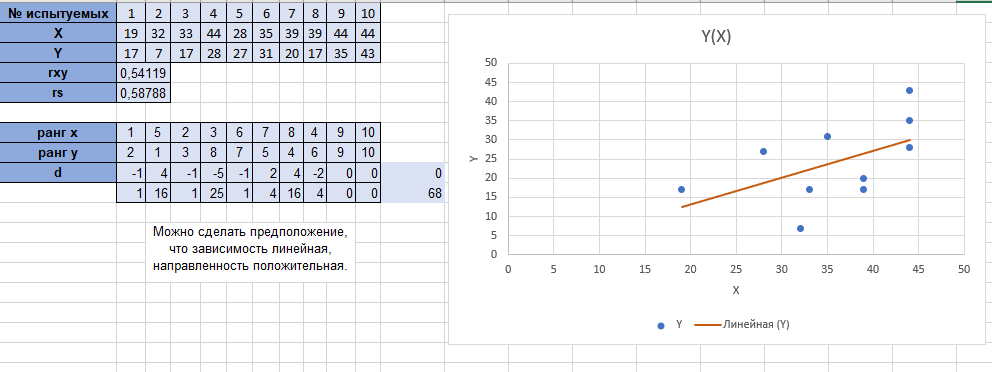 № испытуемых 1 2 3 4 5 6 7 8 9 10
X 19 32 33 44 28 35 39 39 44 44
Y 17 7 17 28 27 31 20 17 35 43
rxy 0,54119
rs 0,58788
ранг x 1 5 2 3 6 7 8 4 9 10
ранг y 2 1 3 8 7 5 4 6 9 10
d -1 4 -1 -5 -1 2 4 -2 0 0 0
1 16 1 25 1 4 16 4 0 0 68
Можно сделать предположение,
что зависимость линейная,
направленность положительная.
Y(X)
50
45
40
35
30
25
20
15
10
5
0
Y
0 5 10 15 20 25 30 35 40 45 50
X
Y Линейная (Y)